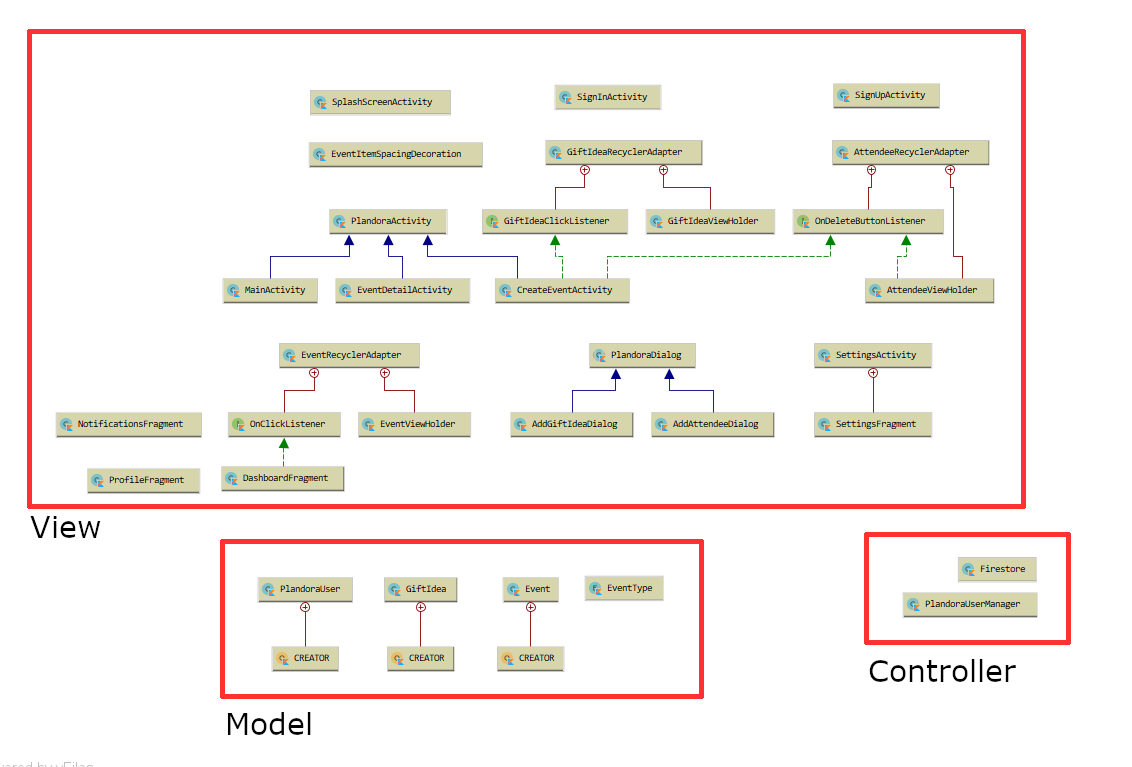 SplashScreenActivity
SignInActivity
SignUpActivity
EventItemSpacingDecoration
GiftIdeaRecyclerAdapter
AttendeeRecyclerAdapter
PlandoraActivity
GiftIdeaClickListener
GiftIdeaViewHolder
OnDeleteButtonListener
MainActivity
EventDetailActivity
CreateEventActivity
AttendeeViewHolder
EventRecyclerAdapter
PlandoraDialog
SettingsActivity
NotificationsFragment
OnClickListener
EventViewHolder
AddGiftIdeaDialog
AddAttendeeDialog
SettingsFragment
ProfileFragment
DashboardFragment
View
PlandoraUser
GiftIdea
Event
EventType
CREATOR
CREATOR
CREATOR
Model
Firestore
PlandoraUserManager
Controller